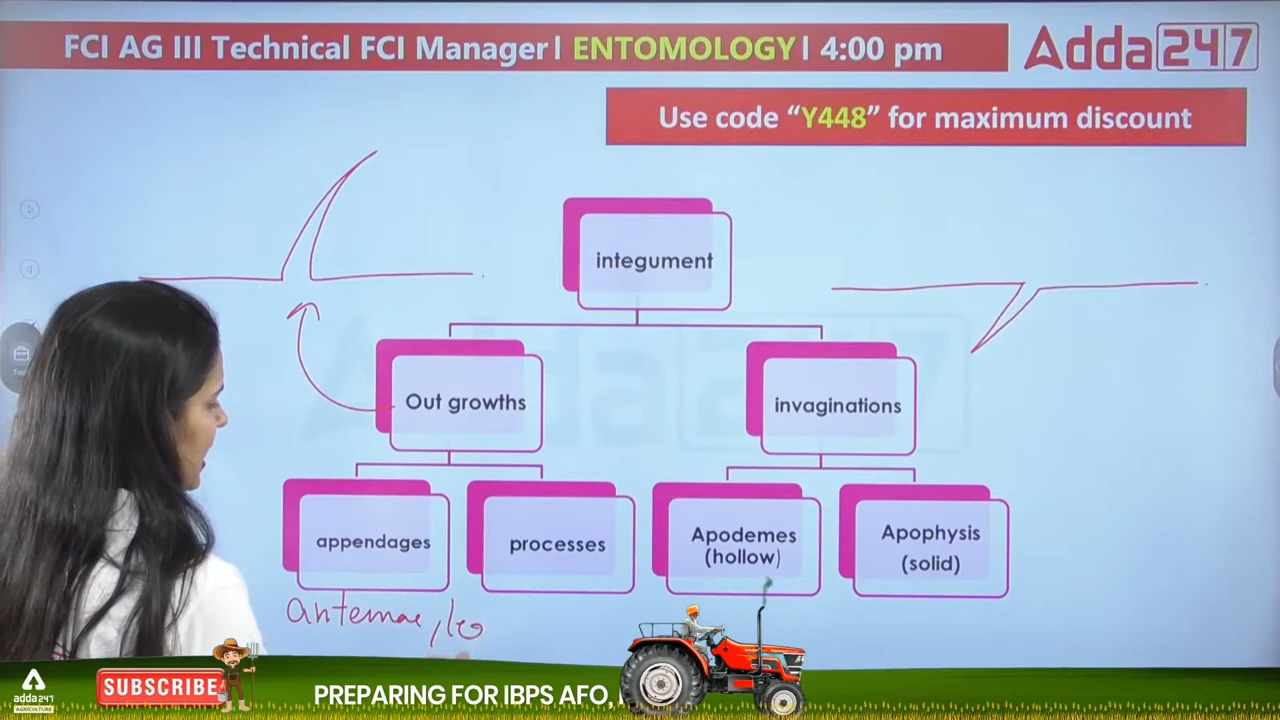 FCI AG III Technical FCI Manager| ENTOMOLOGY| 4:00 pm
Adda247
Use code “Y448” for maximum discount
integument
Out growths
invaginations
appendages
processes
Apodemes
(hollow)
Apophysis
(solid)
antennae, leg
adda247
AGRICULTURE
SUBSCRIBE
PREPARING FOR IBPS AFO,